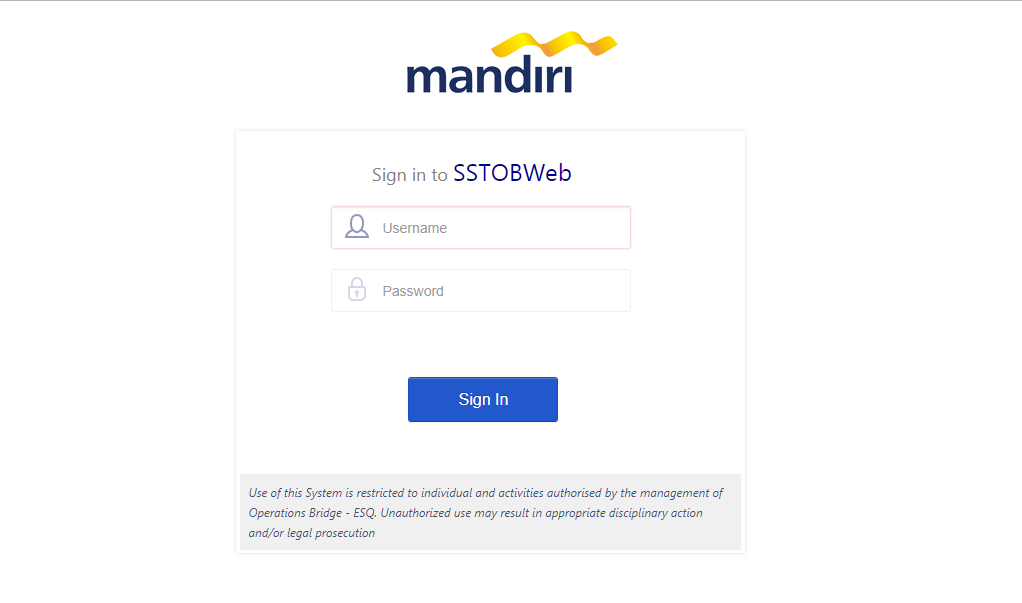 mandiri
Sign in to SSTOBWeb
Username
Password
Sign In
Use of this System is restricted to individual and activities authorised by the management of
Operations Bridge - ESQ. Unauthorized use may result in appropriate disciplinary action
and/or legal prosecution